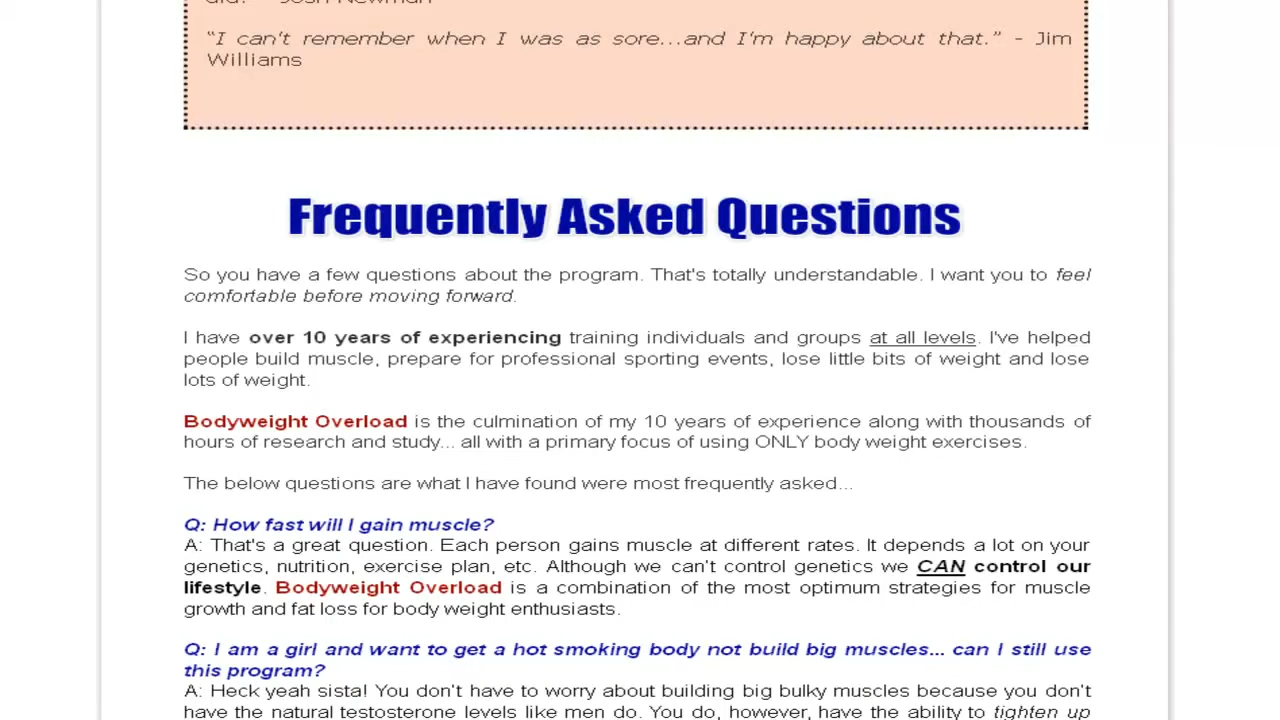 did." - Josh Newman
"I can't remember when I was as sore...and I'm happy about that." - Jim
Williams
Frequently Asked Questions
So you have a few questions about the program. That's totally understandable. I want you to feel
comfortable before moving forward.
I have over 10 years of experiencing training individuals and groups at all levels. I've helped
people build muscle, prepare for professional sporting events, lose little bits of weight and lose
lots of weight.
Bodyweight Overload is the culmination of my 10 years of experience along with thousands of
hours of research and study... all with a primary focus of using ONLY body weight exercises.
The below questions are what I have found were most frequently asked...
Q: How fast will I gain muscle?
A: That's a great question. Each person gains muscle at different rates. It depends a lot on your
genetics, nutrition, exercise plan, etc. Although we can't control genetics we CAN control our
lifestyle. Bodyweight Overload is a combination of the most optimum strategies for muscle
growth and fat loss for body weight enthusiasts.
Q: I am a girl and want to get a hot smoking body not build big muscles... can I still use
this program?
A: Heck yeah sista! You don't have to worry about building big bulky muscles because you don't
have the natural testosterone levels like men do. You do, however, have the ability to tighten up